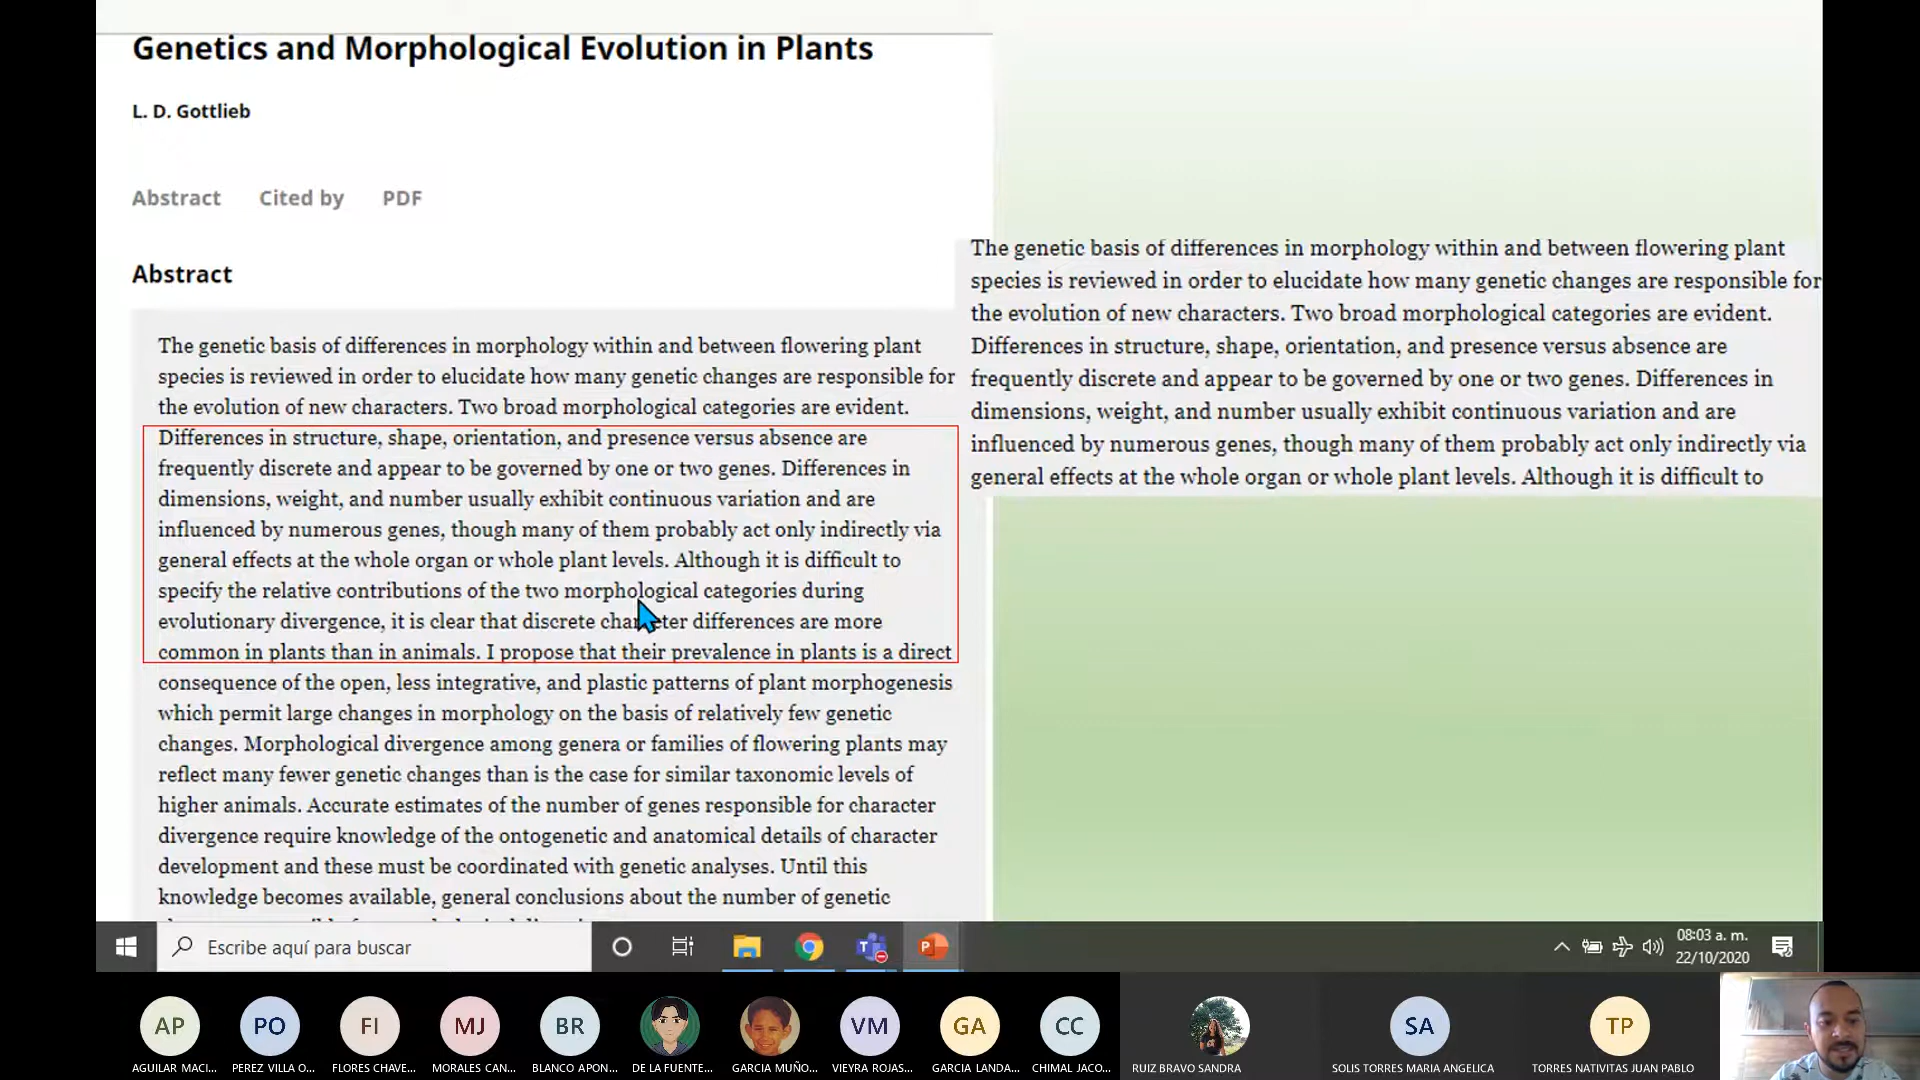 Genetics and Morphological Evolution in Plants
L. D. Gottlieb
Abstract Cited by PDF
Abstract
The genetic basis of differences in morphology within and between flowering plant
species is reviewed in order to elucidate how many genetic changes are responsible for
the evolution of new characters. Two broad morphological categories are evident.
Differences in structure, shape, orientation, and presence versus absence are
frequently discrete and appear to be governed by one or two genes. Differences in
dimensions, weight, and number usually exhibit continuous variation and are
influenced by numerous genes, though many of them probably act only indirectly via
general effects at the whole organ or whole plant levels. Although it is difficult to
specify the relative contributions of the two morphological categories during
evolutionary divergence, it is clear that discrete character differences are more
common in plants than in animals. I propose that their prevalence in plants is a direct
consequence of the open, less integrative, and plastic patterns of plant morphogenesis
which permit large changes in morphology on the basis of relatively few genetic
changes. Morphological divergence among genera or families of flowering plants may
reflect many fewer genetic changes than is the case for similar taxonomic levels of
higher animals. Accurate estimates of the number of genes responsible for character
divergence require knowledge of the ontogenetic and anatomical details of character
development and these must be coordinated with genetic analyses. Until this
knowledge becomes available, general conclusions about the number of genetic
The genetic basis of differences in morphology within and between flowering plant
species is reviewed in order to elucidate how many genetic changes are responsible for
the evolution of new characters. Two broad morphological categories are evident.
Differences in structure, shape, orientation, and presence versus absence are
frequently discrete and appear to be governed by one or two genes. Differences in
dimensions, weight, and number usually exhibit continuous variation and are
influenced by numerous genes, though many of them probably act only indirectly via
general effects at the whole organ or whole plant levels. Although it is difficult to
Escribe aquí para buscar
08:03 a. m.
22/10/2020
AP PO FI MJ BR VM GA CC SA TP
AGUILAR MACI... PEREZ VILLA O... FLORES CHAVE... MORALES CAN... BLANCO APON... DE LA FUENTE... GARCIA MUÑO... VIEYRA ROJAS... GARCIA LANDA... CHIMAL JACO... RUIZ BRAVO SANDRA SOLIS TORRES MARIA ANGELICA TORRES NATIVITAS JUAN PABLO